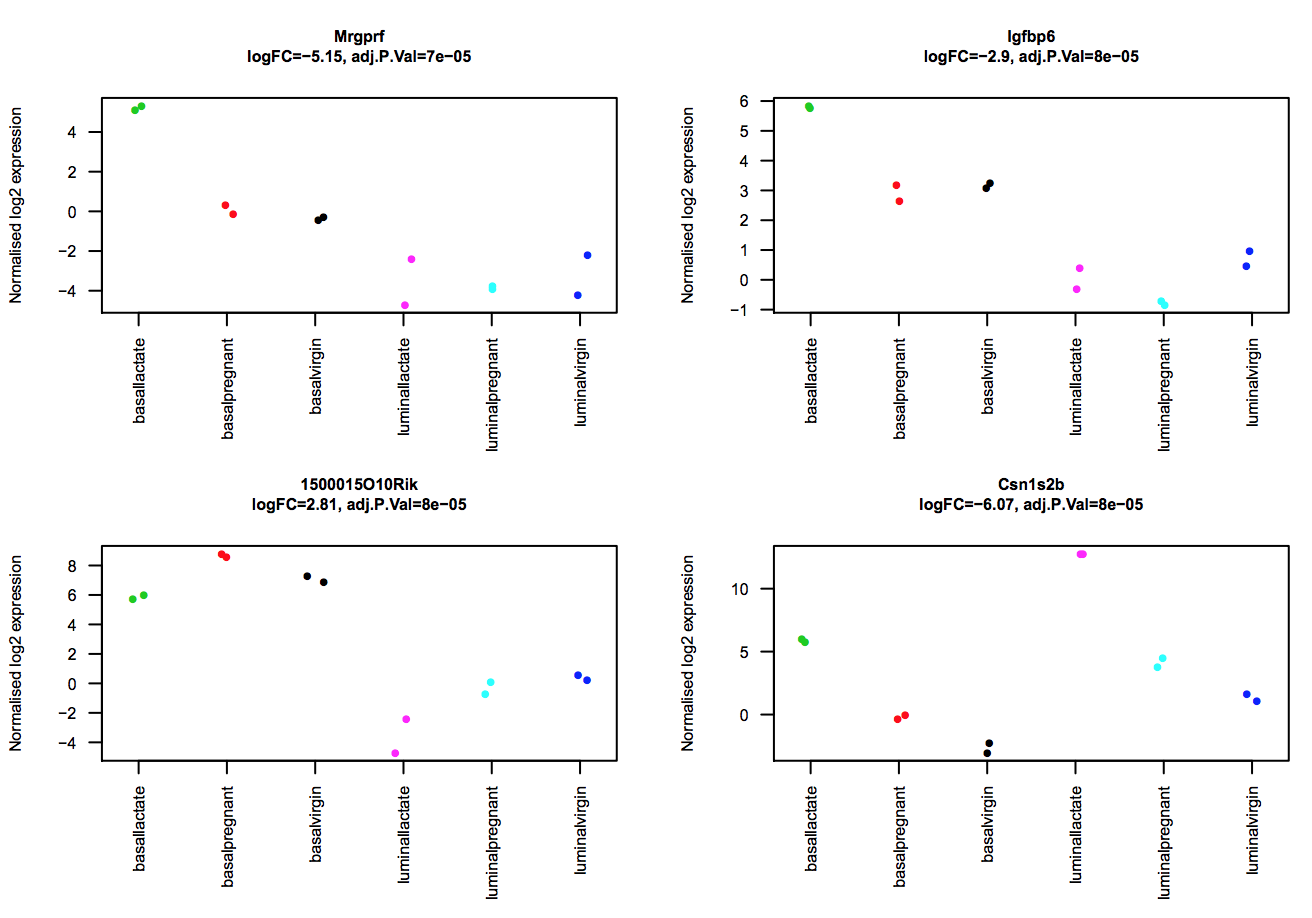 Mrgprf
logFC=−5.15, adj.P.Val=7e−05
Normalised log2 expression
4
2
0
−2
−4
basallactate
basalpregnant
basalvirgin
luminallactate
luminalpregnant
luminalvirgin
Igfbp6
logFC=−2.9, adj.P.Val=8e−05
Normalised log2 expression
6
5
4
3
2
1
0
−1
basallactate
basalpregnant
basalvirgin
luminallactate
luminalpregnant
luminalvirgin
1500015O10Rik
logFC=2.81, adj.P.Val=8e−05
Normalised log2 expression
8
6
4
2
0
−2
−4
basallactate
basalpregnant
basalvirgin
luminallactate
luminalpregnant
luminalvirgin
Csn1s2b
logFC=−6.07, adj.P.Val=8e−05
Normalised log2 expression
10
5
0
basallactate
basalpregnant
basalvirgin
luminallactate
luminalpregnant
luminalvirgin